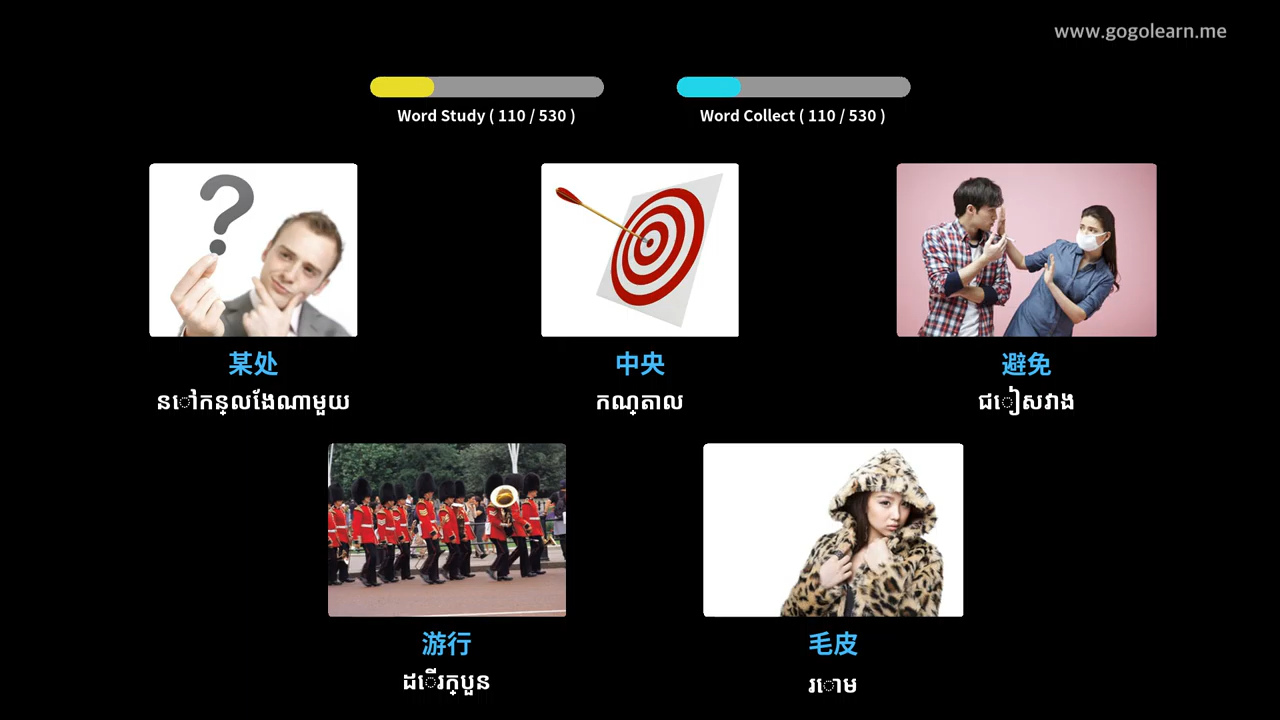 www.gogolearn.me
Word Study ( 110 / 530 )
Word Collect ( 110 / 530 )
某处
中央
避免
នៅកន្លងែណាមួយ
កណ្តាល
ជៀសវាង
游行
毛皮
ដើរក្បួន
រោម